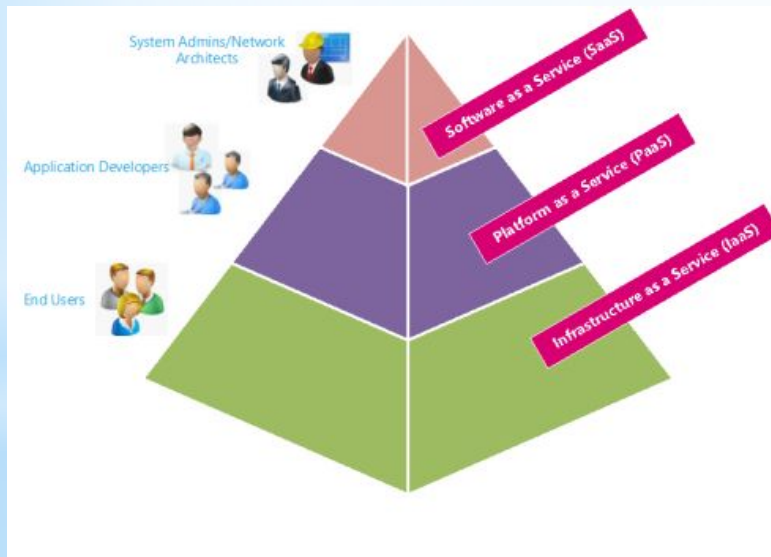 System Admins/Network
Architects
Software as a Service (SaaS)
Application Developers
Platform as a Service (PaaS)
End Users
Infrastructure as a Service (IaaS)